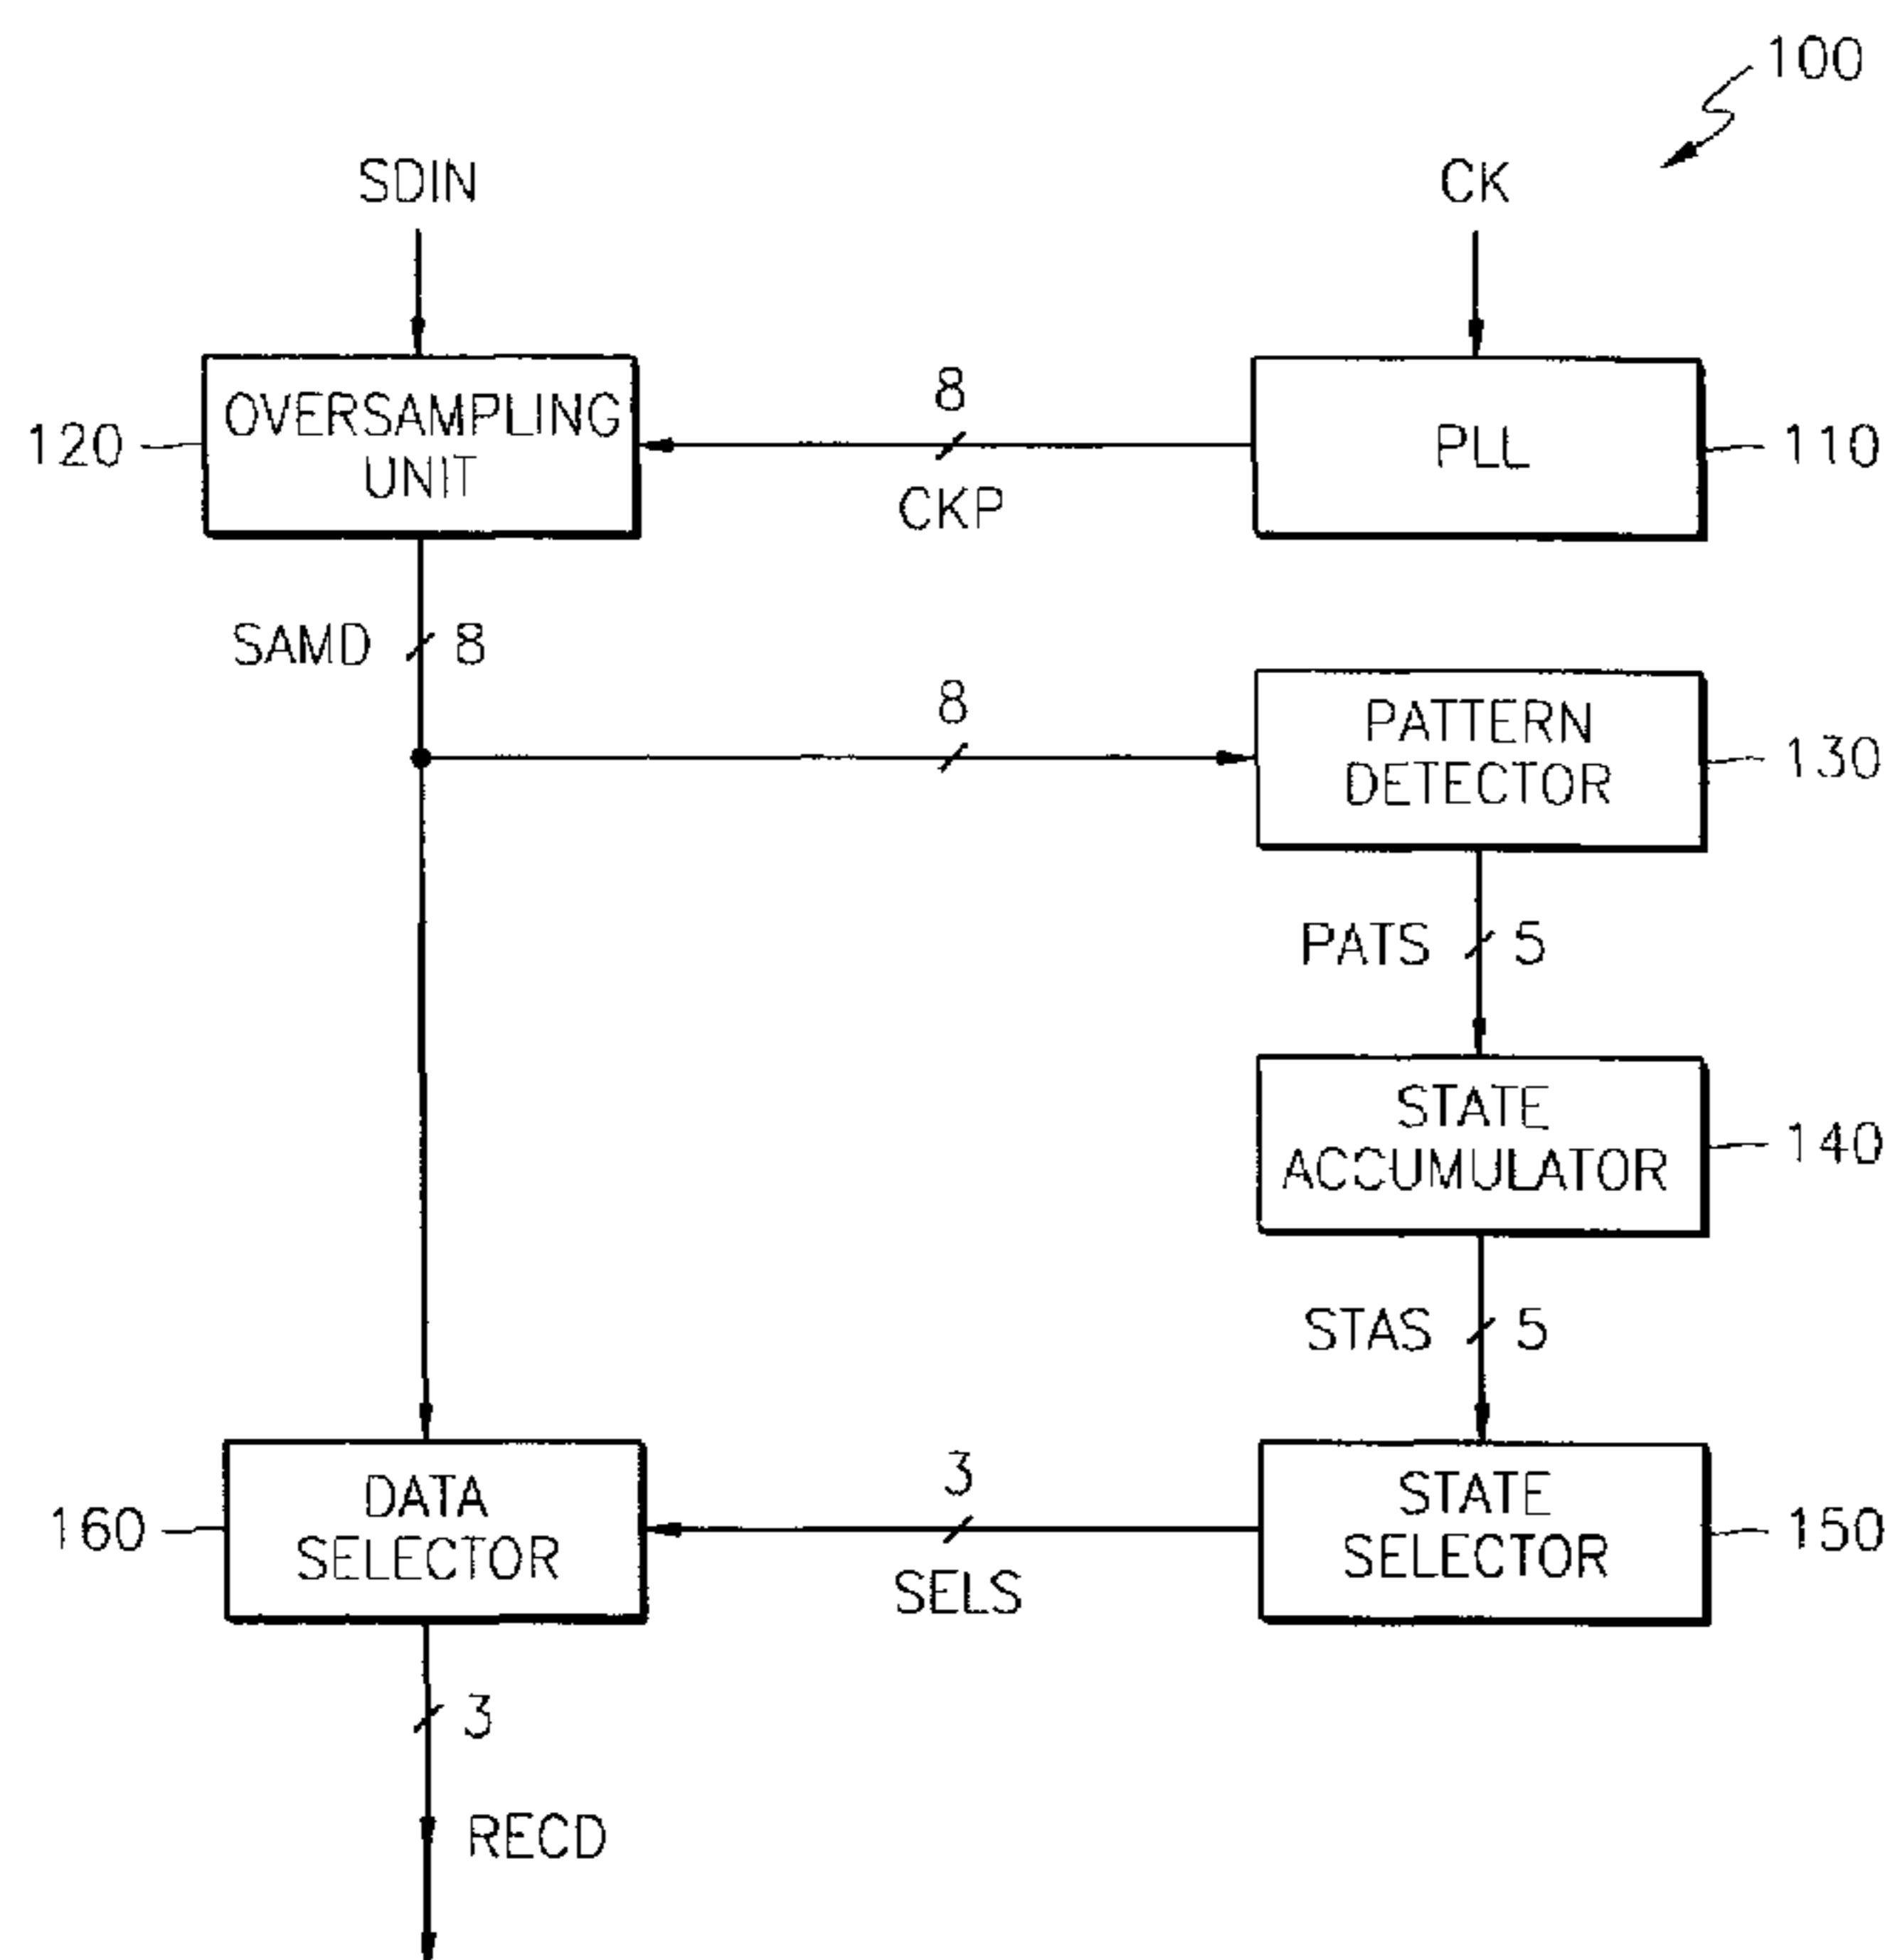 100
SDIN
CK
OVERSAMPLING
UNIT
120
8
CKP
PLL
110
SAMD
8
8
PATTERN
DETECTOR
130
PATS
5
STATE
ACCUMULATOR
140
STAS
5
DATA
SELECTOR
160
3
SELS
STATE
SELECTOR
150
3
RECD